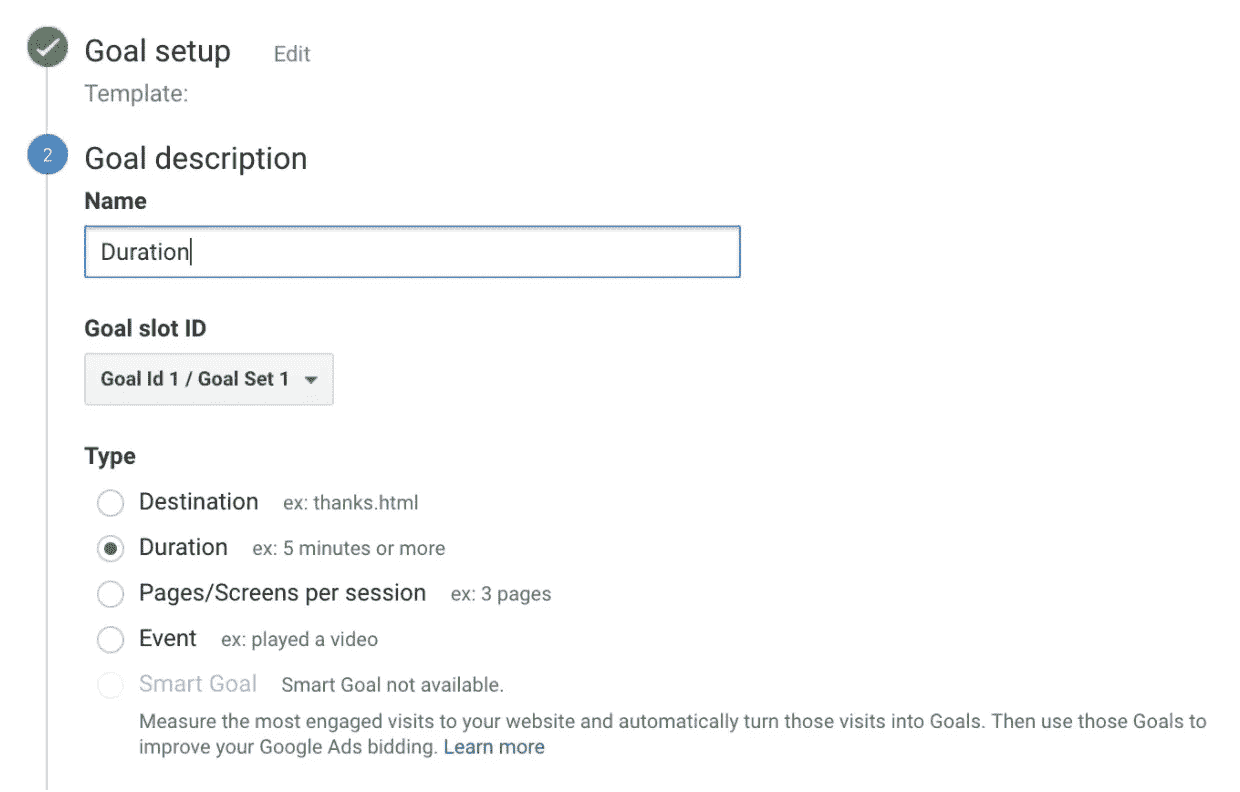 Goal setup Edit
Template:
2 Goal description
Name
Duration
Goal slot ID
Goal Id 1 / Goal Set 1
Type
Destination ex: thanks.html
Duration ex: 5 minutes or more
Pages/Screens per session ex: 3 pages
Event ex: played a video
Smart Goal Smart Goal not available.
Measure the most engaged visits to your website and automatically turn those visits into Goals. Then use those Goals to
improve your Google Ads bidding. Learn more